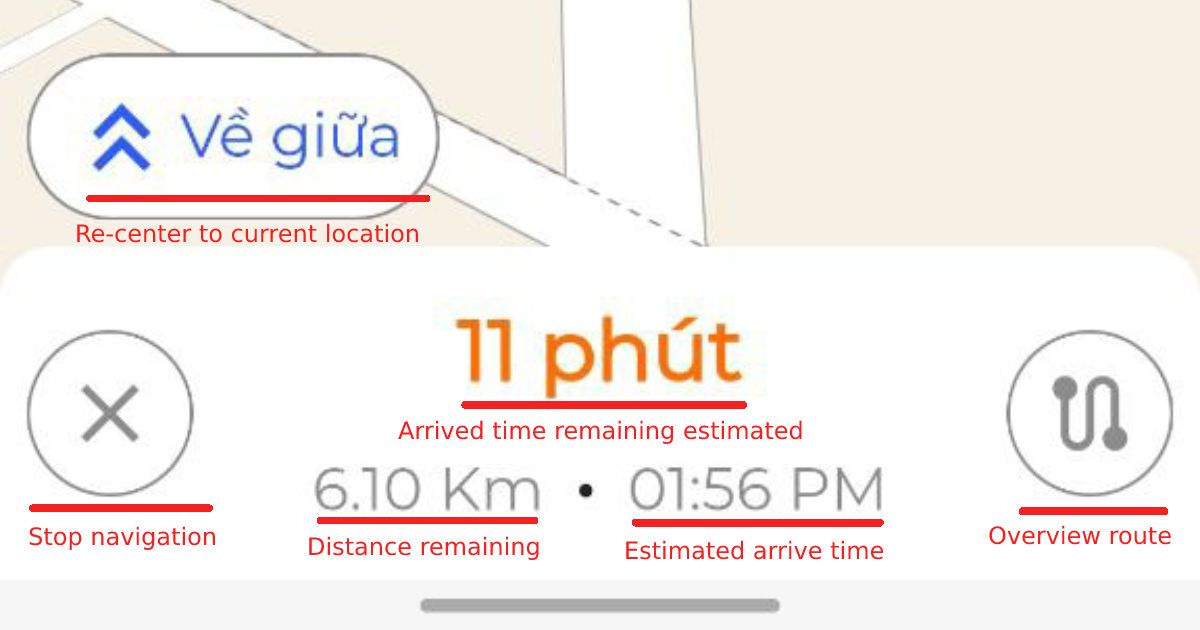 Về giữa
Re-center to current location
11 phút
Arrived time remaining estimated
6.10 Km • 01:56 PM
Stop navigation
Distance remaining
Estimated arrive time
Overview route